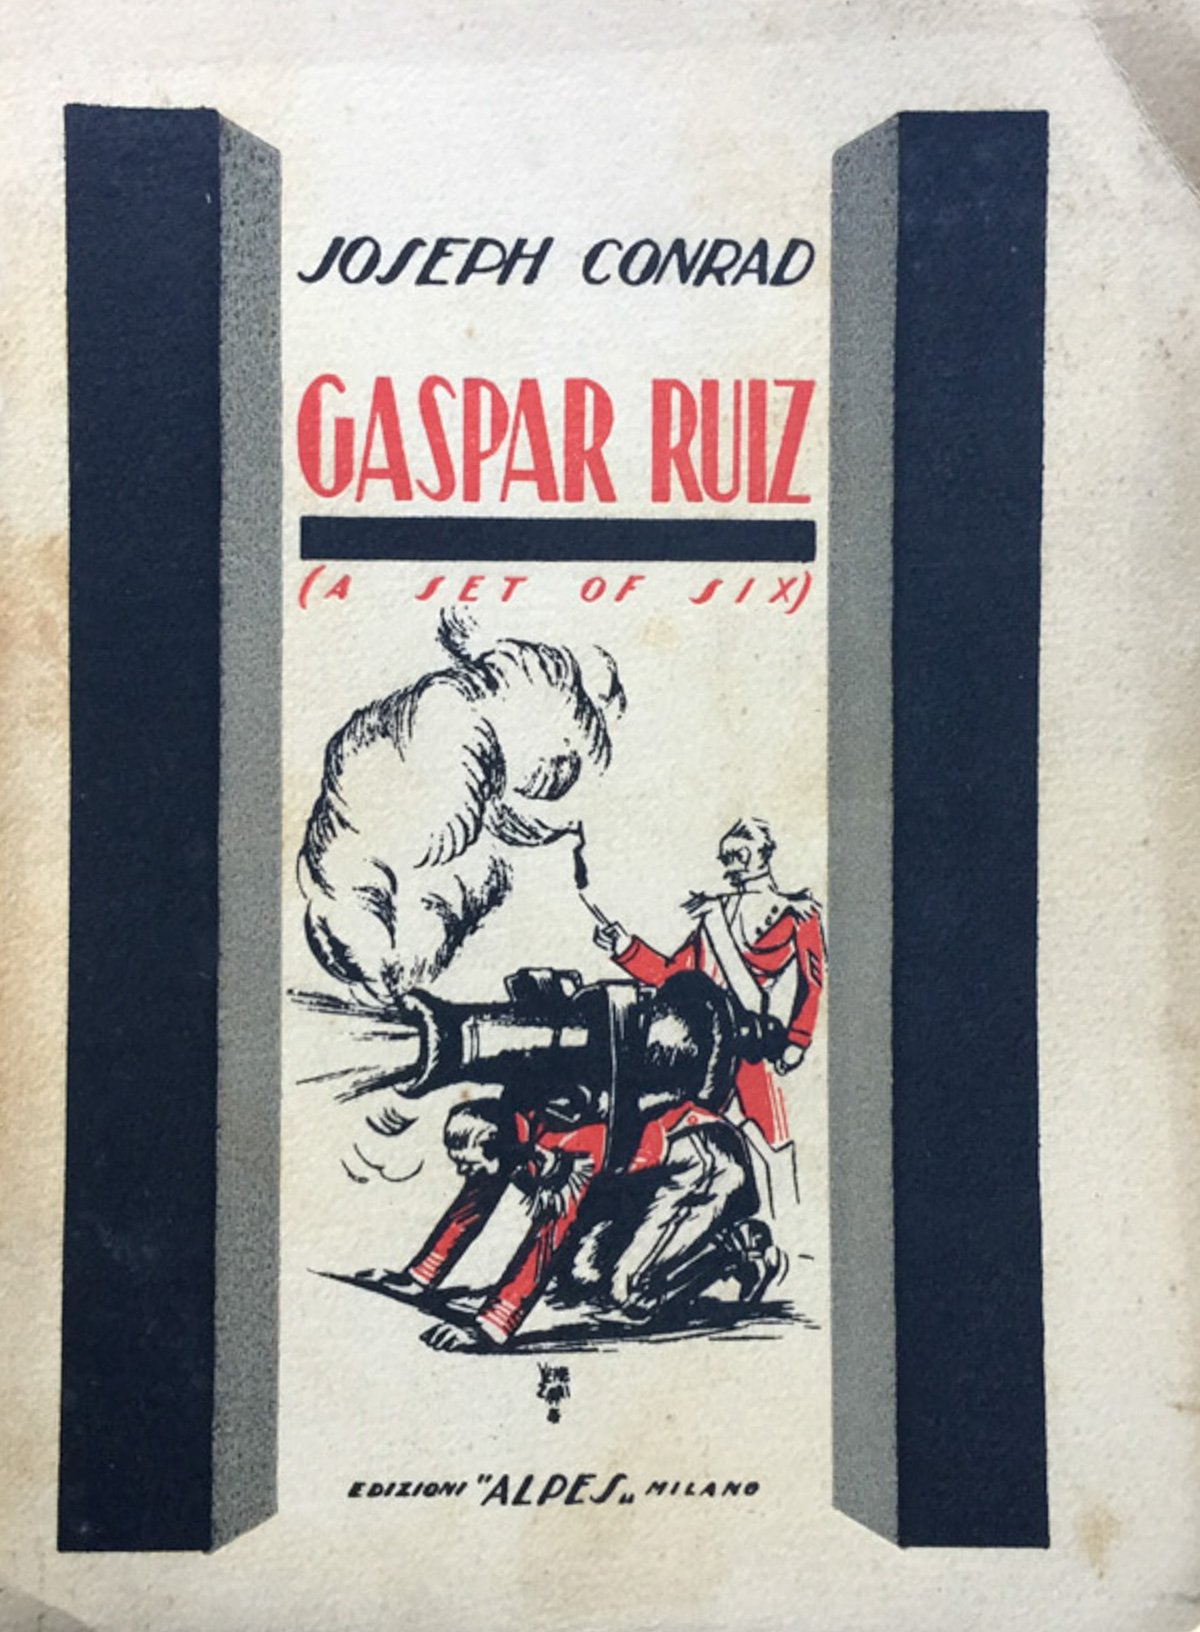 JOSEPH CONRAD
GASPAR RUIZ
(A SET OF SIX)
EDIZIONI "ALPES„ MILANO